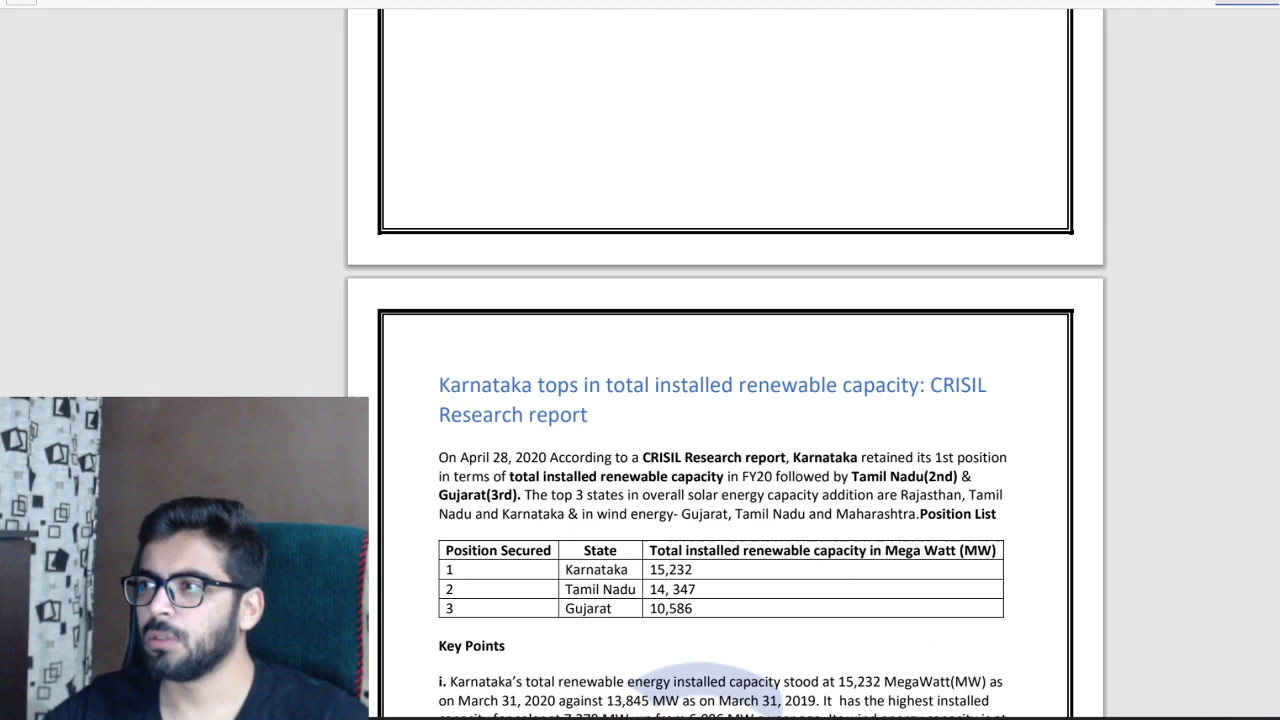 Karnataka tops in total installed renewable capacity: CRISIL
Research report
On April 28, 2020 According to a CRISIL Research report, Karnataka retained its 1st position
in terms of total installed renewable capacity in FY20 followed by Tamil Nadu(2nd) &
Gujarat(3rd). The top 3 states in overall solar energy capacity addition are Rajasthan, Tamil
Nadu and Karnataka & in wind energy- Gujarat, Tamil Nadu and Maharashtra.Position List
Position Secured State Total installed renewable capacity in Mega Watt (MW)
1 Karnataka 15,232
2 Tamil Nadu 14, 347
3 Gujarat 10,586
Key Points
i. Karnataka's total renewable energy installed capacity stood at 15,232 MegaWatt(MW) as
on March 31, 2020 against 13,845 MW as on March 31, 2019. It  has the highest installed